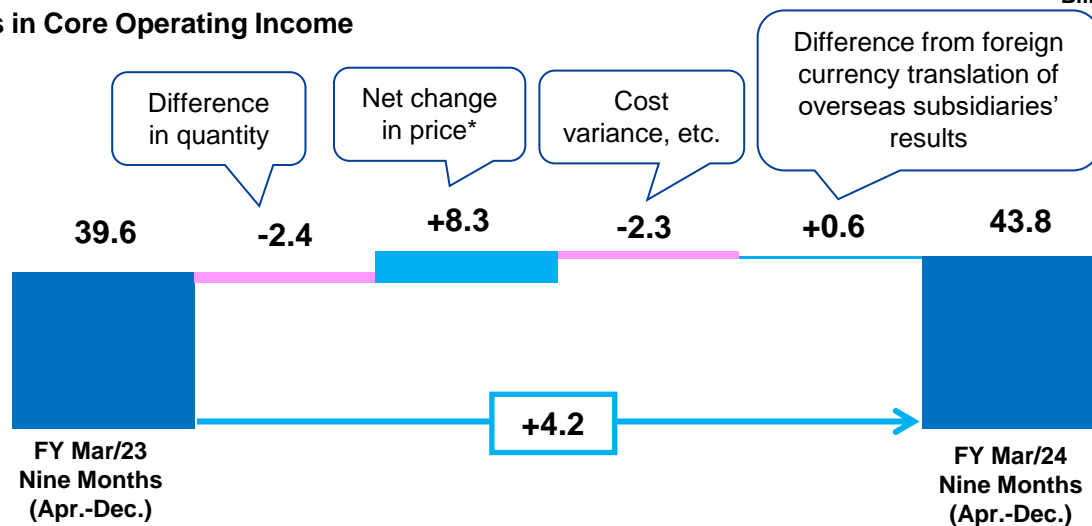 s in Core Operating Income
Difference
in quantity
Net change
in price*
Cost
variance, etc.
Difference from foreign
currency translation of
overseas subsidiaries'
results
39.6
-2.4
+8.3
-2.3
+0.6
43.8
+4.2
FY Mar/23
Nine Months
(Apr.-Dec.)
FY Mar/24
Nine Months
(Apr.-Dec.)